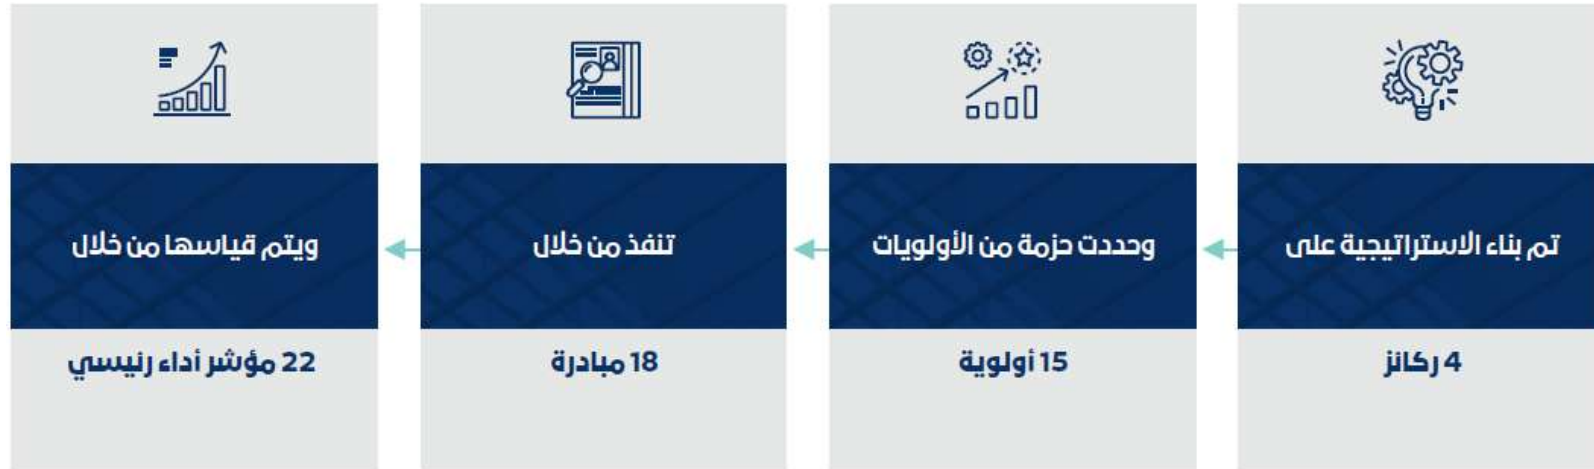 تم بناء الاستراتيجية على
4 ركائز
وحددت حزمة من الأولويات
15 أولوية
تنفذ من خلال
18 مبادرة
ويتم قياسها من خلال
22 مؤشر أداء رئيسي